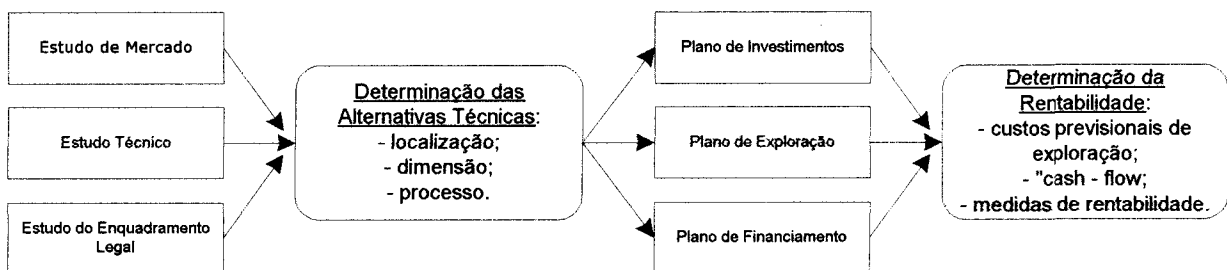 Estudo de Mercado
Estudo Técnico
Estudo do Enquadramento
Legal
Determinação das
Alternativas Técnicas:
- localização;
- dimensão;
- processo.
Plano de Investimentos
Plano de Exploração
Plano de Financiamento
Determinação da
Rentabilidade:
- custos previsionais de
exploração;
- "cash - flow;
- medidas de rentabilidade.